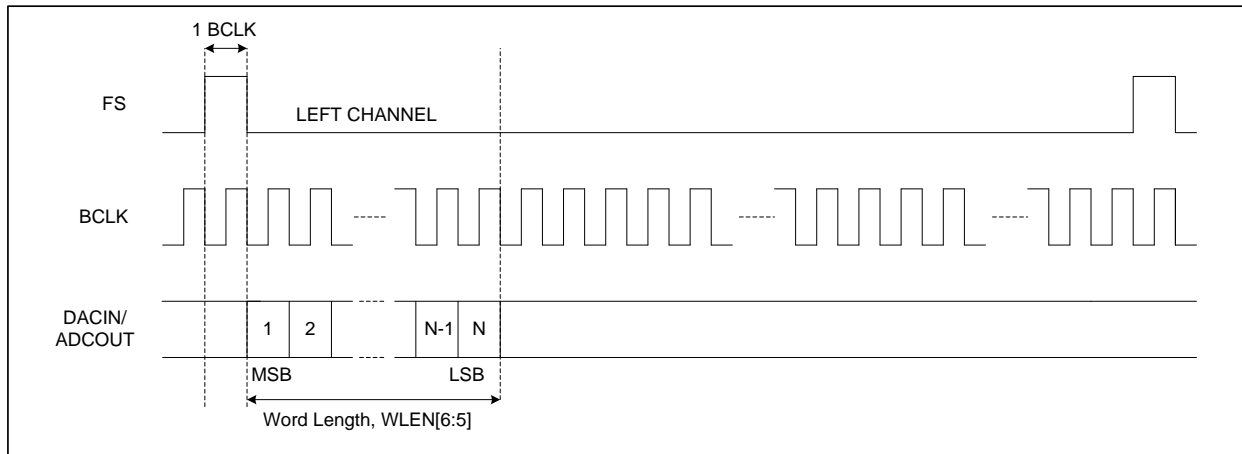 1 BCLK
FS
LEFT CHANNEL
BCLK
DACIN/
ADCOUT
1 2 N-1 N
MSB LSB
Word Length, WLEN[6:5]